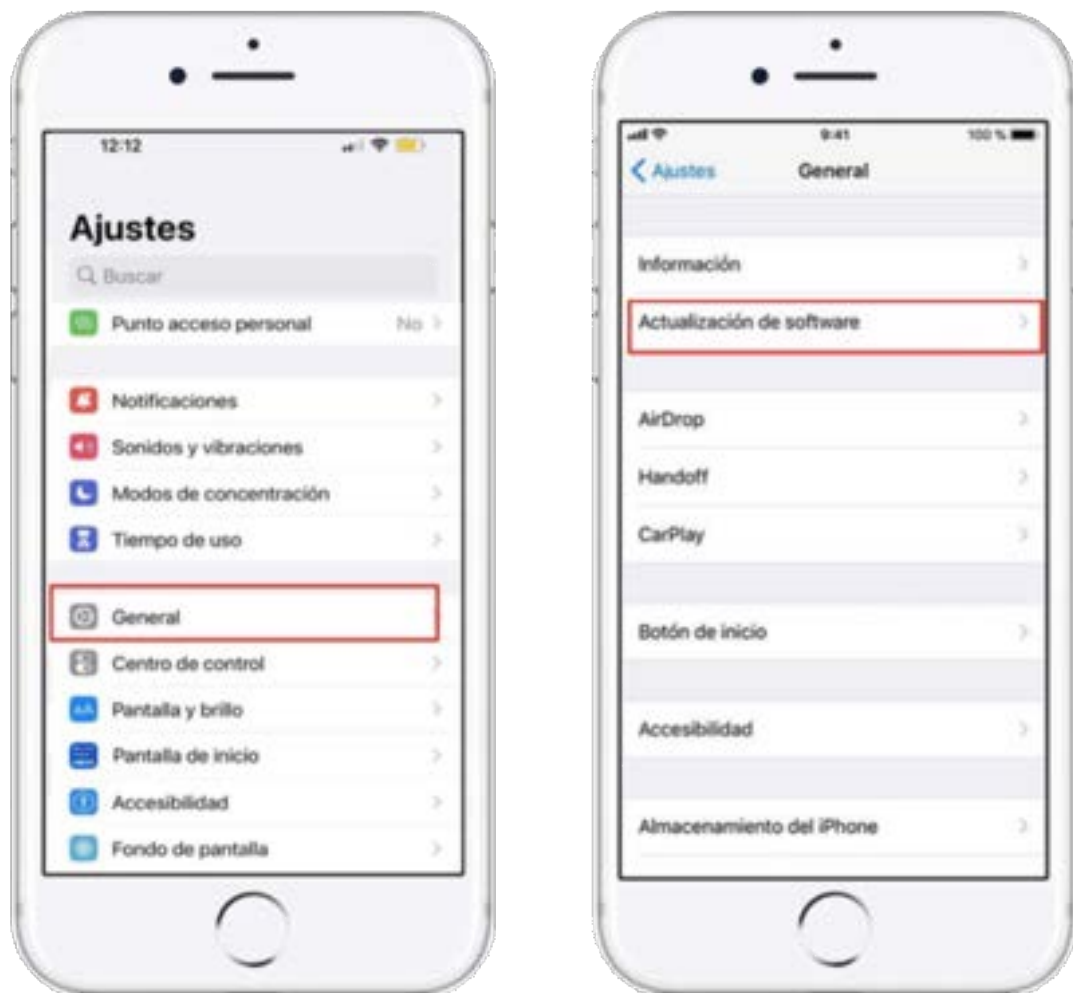 12:12
Ajustes
Buscar
Punto acceso personal No
Notificaciones
Sonidos y vibraciones
Modos de concentración
Tiempo de uso
General
Centro de control
Pantalla y brillo
Pantalla de inicio
Accesibilidad
Fondo de pantalla
9:41 100 %
Ajustes General
Información
Actualización de software
AirDrop
Handoff
CarPlay
Botón de inicio
Accesibilidad
Almacenamiento del iPhone